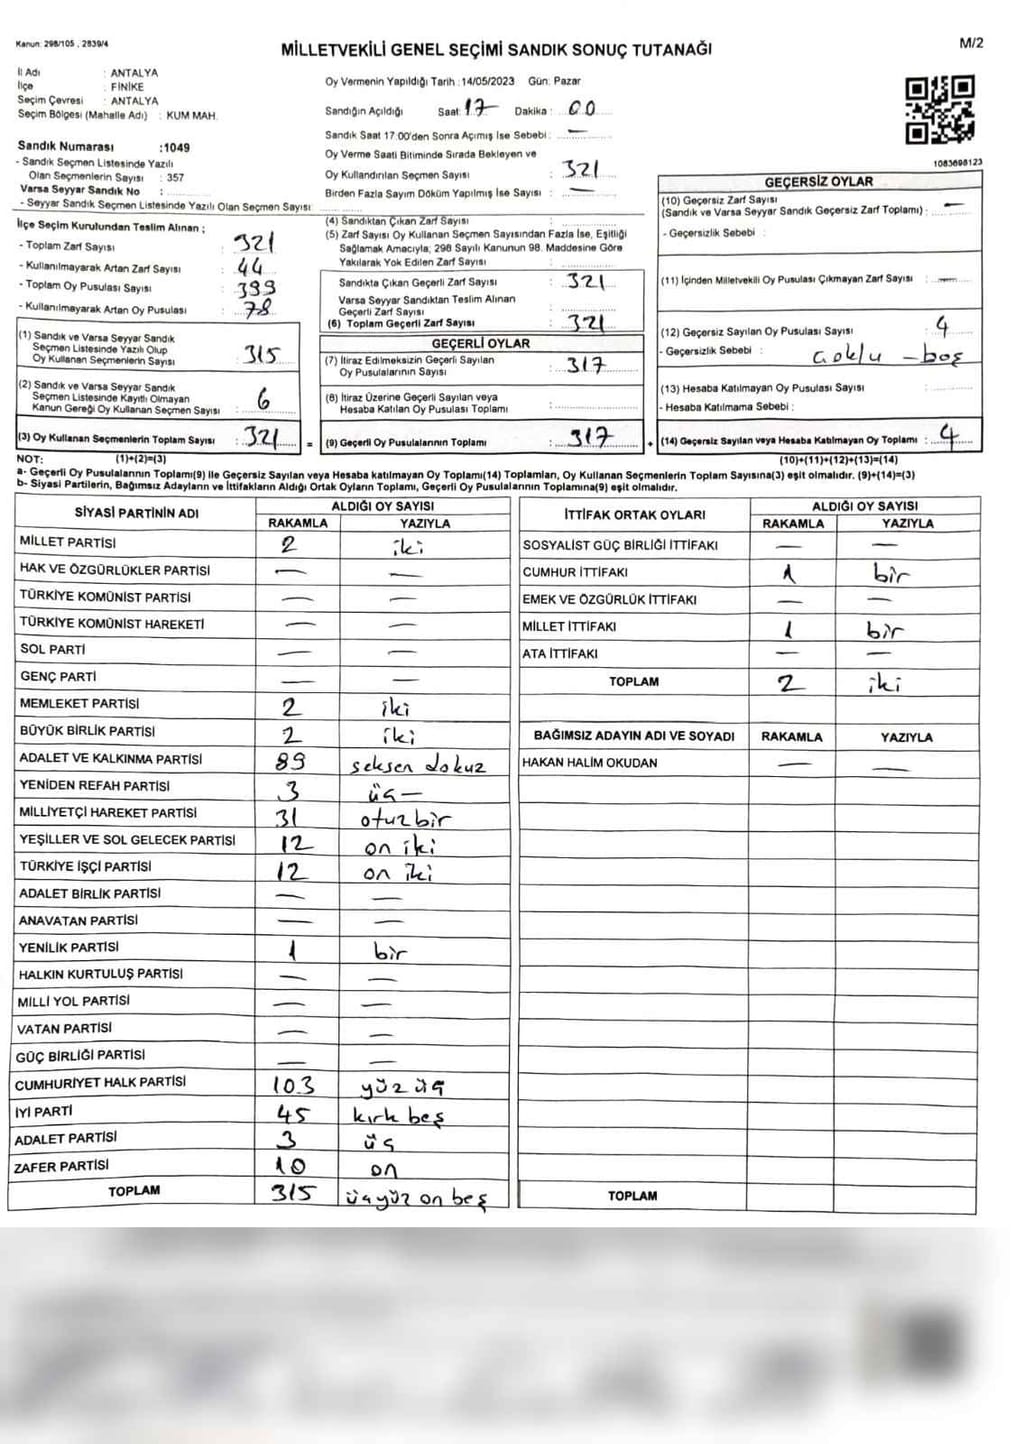 Kanun: 298/105 , 2839/4
MİLLETVEKİLİ GENEL SEÇİMİ SANDIK SONUÇ TUTANAĞI
M/2
İl Adı : ANTALYA
İlçe : FİNİKE
Seçim Çevresi : ANTALYA
Seçim Bölgesi (Mahalle Adı) : KUM MAH.
Sandık Numarası :1049
- Sandık Seçmen Listesinde Yazılı
Olan Seçmenlerin Sayısı : 357
Varsa Seyyar Sandık No :
- Seyyar Sandık Seçmen Listesinde Yazılı Olan Seçmen Sayısı:
Oy Vermenin Yapıldığı Tarih :14/05/2023 Gün: Pazar
Sandığın Açıldığı Saat: 17 Dakika : 00
Sandık Saat 17:00'den Sonra Açımış İse Sebebi : —
Oy Verme Saati Bitiminde Sırada Bekleyen ve
Oy Kullandırılan Seçmen Sayısı : 321
Birden Fazla Sayım Döküm Yapılmış İse Sayısı : —
1083698123
İlçe Seçim Kurulundan Teslim Alınan ;
- Toplam Zarf Sayısı : 321
- Kullanılmayarak Artan Zarf Sayısı : 44
- Toplam Oy Pusulası Sayısı : 399
- Kullanılmayarak Artan Oy Pusulası : 78
(1) Sandık ve Varsa Seyyar Sandık
Seçmen Listesinde Yazılı Olup
Oy Kullanan Seçmenlerin Sayısı : 315
(2) Sandık ve Varsa Seyyar Sandık
Seçmen Listesinde Kayıtlı Olmayan
Kanun Gereği Oy Kullanan Seçmen Sayısı : 6
(3) Oy Kullanan Seçmenlerin Toplam Sayısı : 321 =
(4) Sandıktan Çıkan Zarf Sayısı :
(5) Zarf Sayısı Oy Kullanan Seçmen Sayısından Fazla İse, Eşitliği
Sağlamak Amacıyla; 298 Sayılı Kanunun 98. Maddesine Göre
Yakılarak Yok Edilen Zarf Sayısı :
Sandıkta Çıkan Geçerli Zarf Sayısı : 321
Varsa Seyyar Sandıktan Teslim Alınan
Geçerli Zarf Sayısı :
(6) Toplam Geçerli Zarf Sayısı : 321
GEÇERLİ OYLAR
(7) İtiraz Edilmeksizin Geçerli Sayılan
Oy Pusulalarının Sayısı : 317
(8) İtiraz Üzerine Geçerli Sayılan veya
Hesaba Katılan Oy Pusulası Toplamı :
(9) Geçerli Oy Pusulalarının Toplamı : 317 +
GEÇERSİZ OYLAR
(10) Geçersiz Zarf Sayısı
(Sandık ve Varsa Seyyar Sandık Geçersiz Zarf Toplamı) : —
- Geçersizlik Sebebi :
(11) İçinden Milletvekili Oy Pusulası Çıkmayan Zarf Sayısı : —
(12) Geçersiz Sayılan Oy Pusulası Sayısı : 4
- Geçersizlik Sebebi : çoklu - boş
(13) Hesaba Katılmayan Oy Pusulası Sayısı :
- Hesaba Katılmama Sebebi :
(14) Geçersiz Sayılan veya Hesaba Katılmayan Oy Toplamı : 4
NOT: (1)+(2)=(3) (10)+(11)+(12)+(13)=(14)
a- Geçerli Oy Pusulalarının Toplamı(9) ile Geçersiz Sayılan veya Hesaba katılmayan Oy Toplamı(14) Toplamları, Oy Kullanan Seçmenlerin Toplam Sayısına(3) eşit olmalıdır. (9)+(14)=(3)
b- Siyasi Partilerin, Bağımsız Adayların ve İttifakların Aldığı Ortak Oyların Toplamı, Geçerli Oy Pusulalarının Toplamına(9) eşit olmalıdır.
SİYASİ PARTİNİN ADI ALDIĞI OY SAYISI
RAKAMLA YAZIYLA
MİLLET PARTİSİ 2 iki
HAK VE ÖZGÜRLÜKLER PARTİSİ — —
TÜRKİYE KOMÜNİST PARTİSİ — —
TÜRKİYE KOMÜNİST HAREKETİ — —
SOL PARTİ — —
GENÇ PARTİ — —
MEMLEKET PARTİSİ 2 iki
BÜYÜK BİRLİK PARTİSİ 2 iki
ADALET VE KALKINMA PARTİSİ 89 seksen dokuz
YENİDEN REFAH PARTİSİ 3 üç —
MİLLİYETÇİ HAREKET PARTİSİ 31 otuzbir
YEŞİLLER VE SOL GELECEK PARTİSİ 12 on iki
TÜRKİYE İŞÇİ PARTİSİ 12 on iki
ADALET BİRLİK PARTİSİ — —
ANAVATAN PARTİSİ — —
YENİLİK PARTİSİ 1 bir
HALKIN KURTULUŞ PARTİSİ — —
MİLLİ YOL PARTİSİ — —
VATAN PARTİSİ — —
GÜÇ BİRLİĞİ PARTİSİ — —
CUMHURİYET HALK PARTİSİ 103 yüz üç
İYİ PARTİ 45 kırk beş
ADALET PARTİSİ 3 üç
ZAFER PARTİSİ 10 on
TOPLAM 315 üçyüz on beş
İTTİFAK ORTAK OYLARI ALDIĞI OY SAYISI
RAKAMLA YAZIYLA
SOSYALİST GÜÇ BİRLİĞİ İTTİFAKI — —
CUMHUR İTTİFAKI 1 bir
EMEK VE ÖZGÜRLÜK İTTİFAKI — —
MİLLET İTTİFAKI 1 bir
ATA İTTİFAKI — —
TOPLAM 2 iki
BAĞIMSIZ ADAYIN ADI VE SOYADI RAKAMLA YAZIYLA
HAKAN HALİM OKUDAN — —
TOPLAM